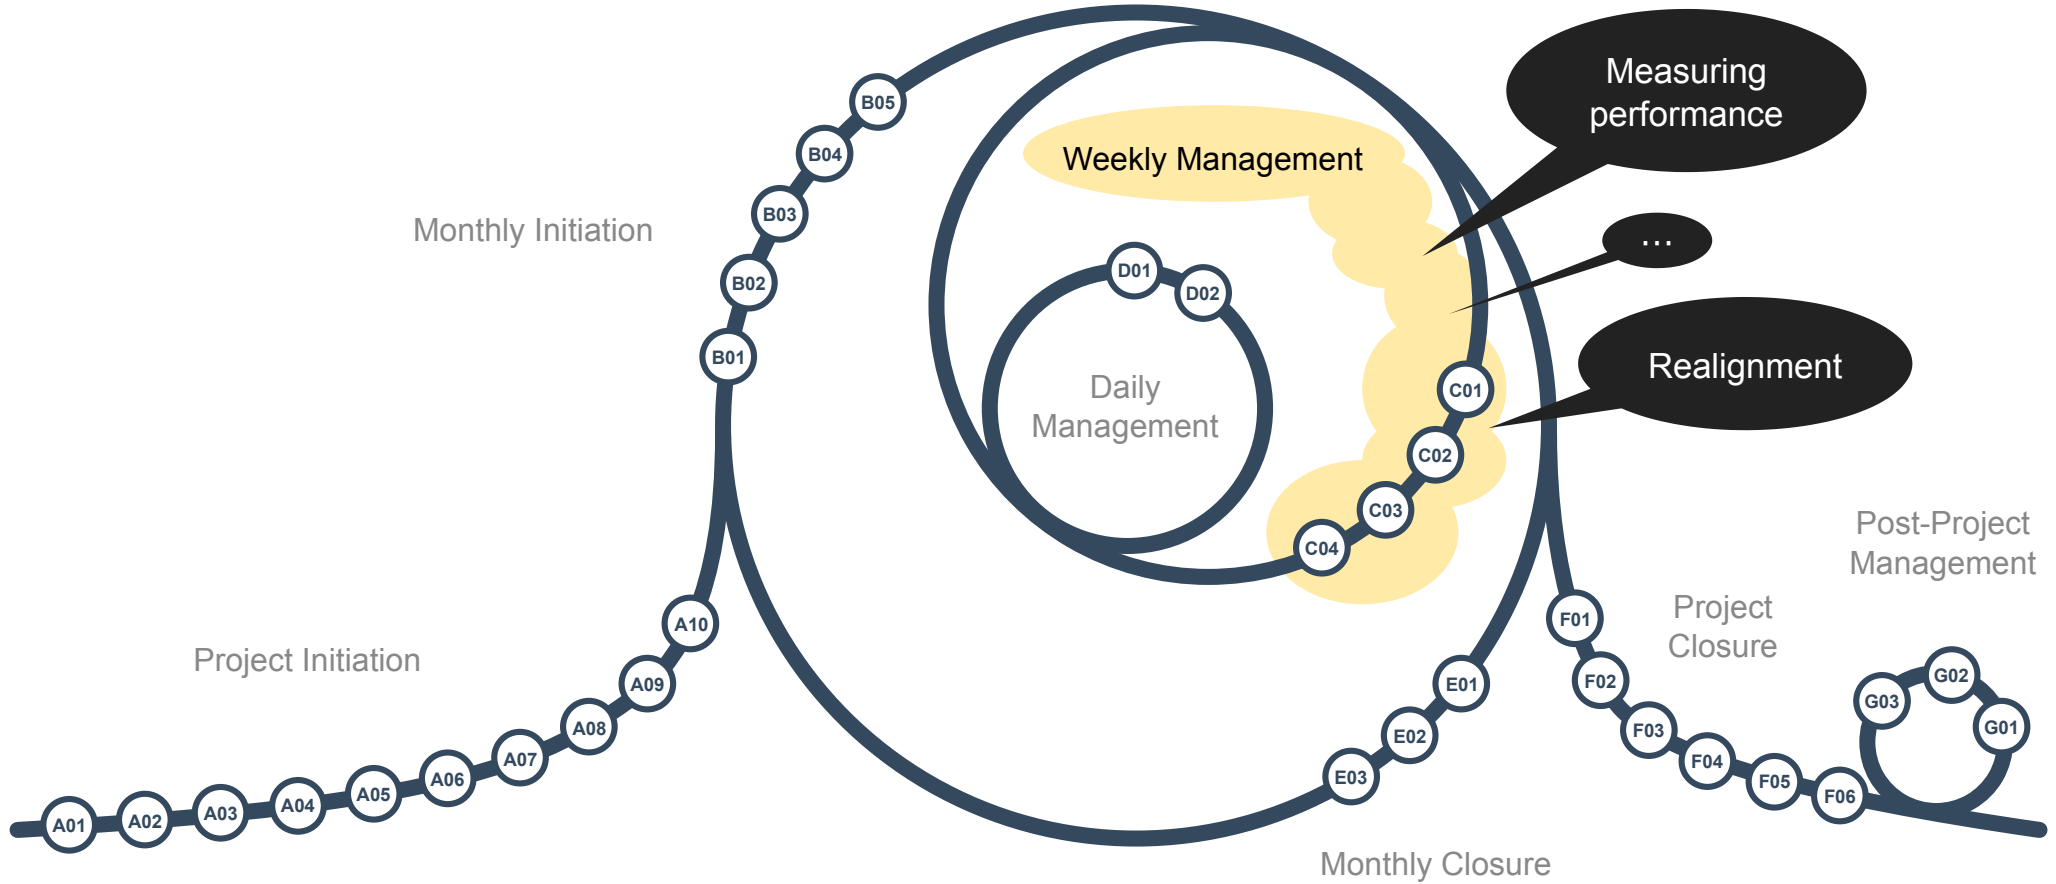 Measuring
performance
Weekly Management
...
Realignment
Monthly Initiation
B05
B04
B03
B02
B01
D01
D02
Daily
Management
C01
C02
C03
C04
Project Initiation
A01
A02
A03
A04
A05
A06
A07
A08
A09
A10
E01
E02
E03
Monthly Closure
F01
F02
F03
F04
F05
F06
Project
Closure
Post-Project
Management
G03
G02
G01